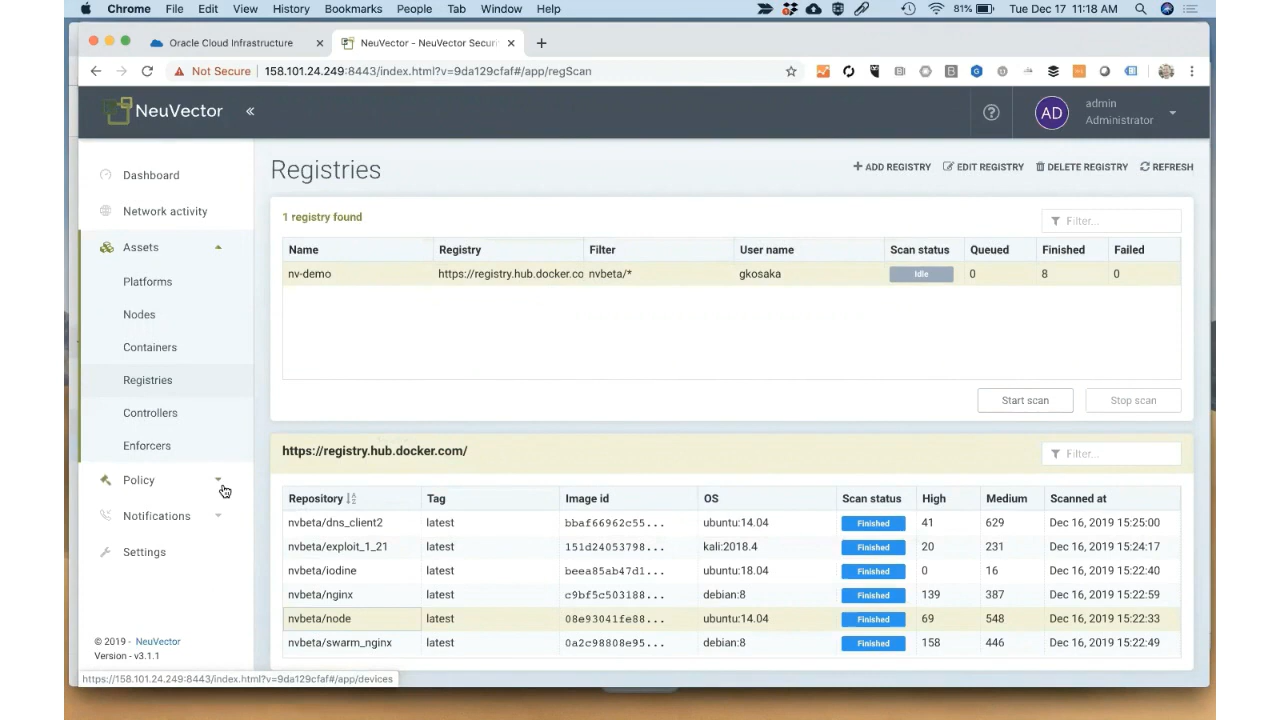 Chrome File Edit View History Bookmarks People Tab Window Help 81% Tue Dec 17 11:18 AM
Oracle Cloud Infrastructure × NeuVector - NeuVector Securi × +
Not Secure 158.101.24.249:8443/index.html?v=9da129cfaf#/app/regScan
NeuVector «
? AD admin
Administrator
Dashboard
Network activity
Assets
Platforms
Nodes
Containers
Registries
Controllers
Enforcers
Policy
Notifications
Settings
© 2019 - NeuVector
Version - v3.1.1
https://158.101.24.249:8443/index.html?v=9da129cfaf#/app/devices
Registries
+ ADD REGISTRY EDIT REGISTRY DELETE REGISTRY REFRESH
1 registry found Filter...
Name Registry Filter User name Scan status Queued Finished Failed
nv-demo https://registry.hub.docker.co nvbeta/* gkosaka Idle 0 8 0
Start scan Stop scan
https://registry.hub.docker.com/ Filter...
Repository Tag Image id OS Scan status High Medium Scanned at
nvbeta/dns_client2 latest bbaf66962c55... ubuntu:14.04 Finished 41 629 Dec 16, 2019 15:25:00
nvbeta/exploit_1_21 latest 151d24053798... kali:2018.4 Finished 20 231 Dec 16, 2019 15:24:17
nvbeta/iodine latest beea85ab47d1... ubuntu:18.04 Finished 0 16 Dec 16, 2019 15:22:40
nvbeta/nginx latest c9bf5c503188... debian:8 Finished 139 387 Dec 16, 2019 15:22:59
nvbeta/node latest 08e93041fe88... ubuntu:14.04 Finished 69 548 Dec 16, 2019 15:22:33
nvbeta/swarm_nginx latest 0a2c98808e95... debian:8 Finished 158 446 Dec 16, 2019 15:22:49